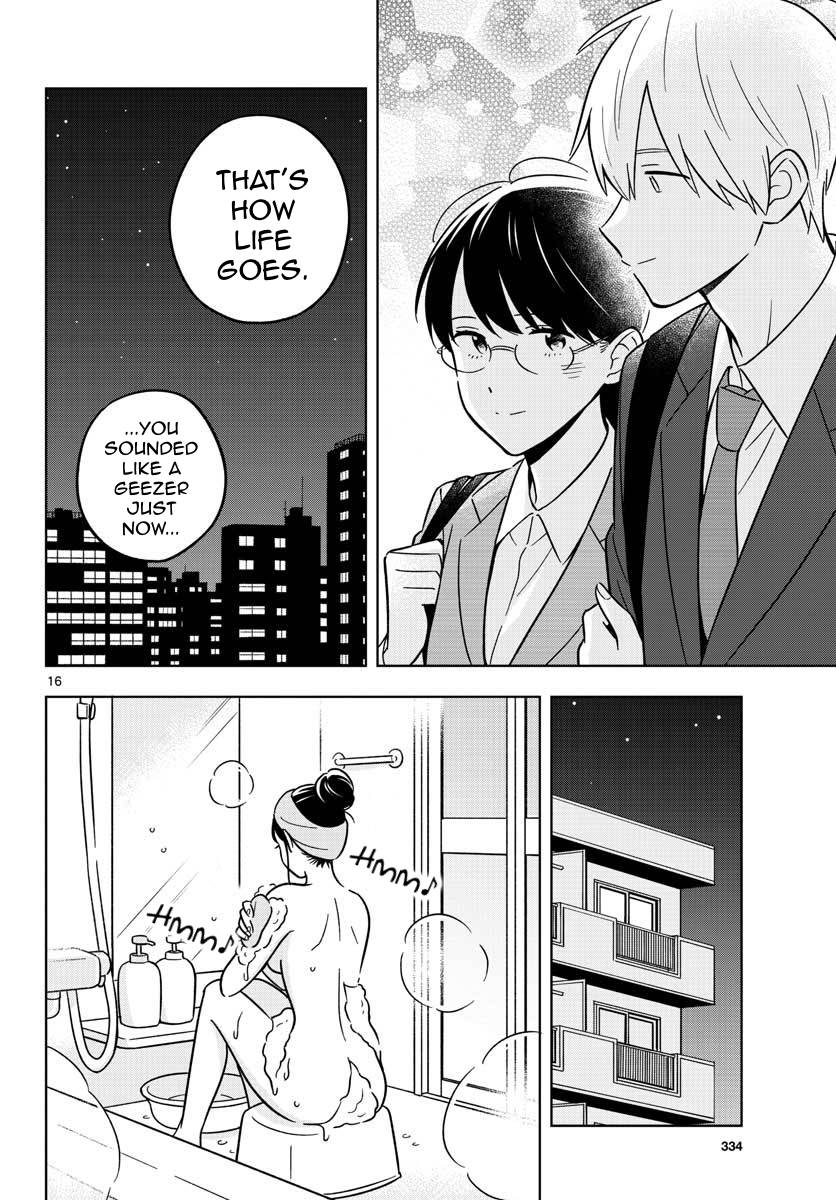 THAT'S
HOW
LIFE
GOES.
...YOU
SOUNDED
LIKE A
GEEZER
JUST
NOW...
16
HMM♪
HMM♪
334